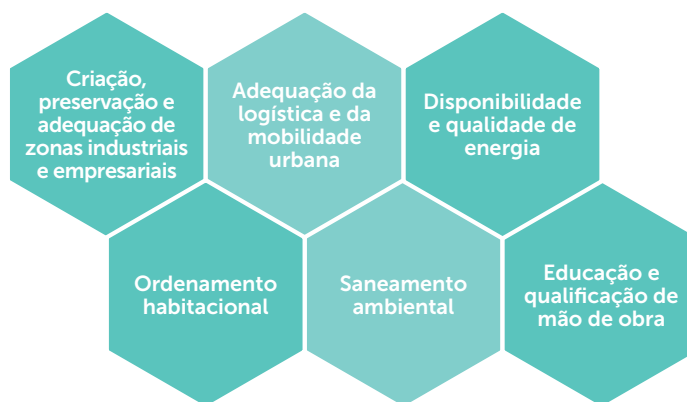 Criação,
preservação e
adequação de
zonas industriais
e empresariais
Adequação da
logística e da
mobilidade
urbana
Disponibilidade
e qualidade de
energia
Ordenamento
habitacional
Saneamento
ambiental
Educação e
qualificação de
mão de obra